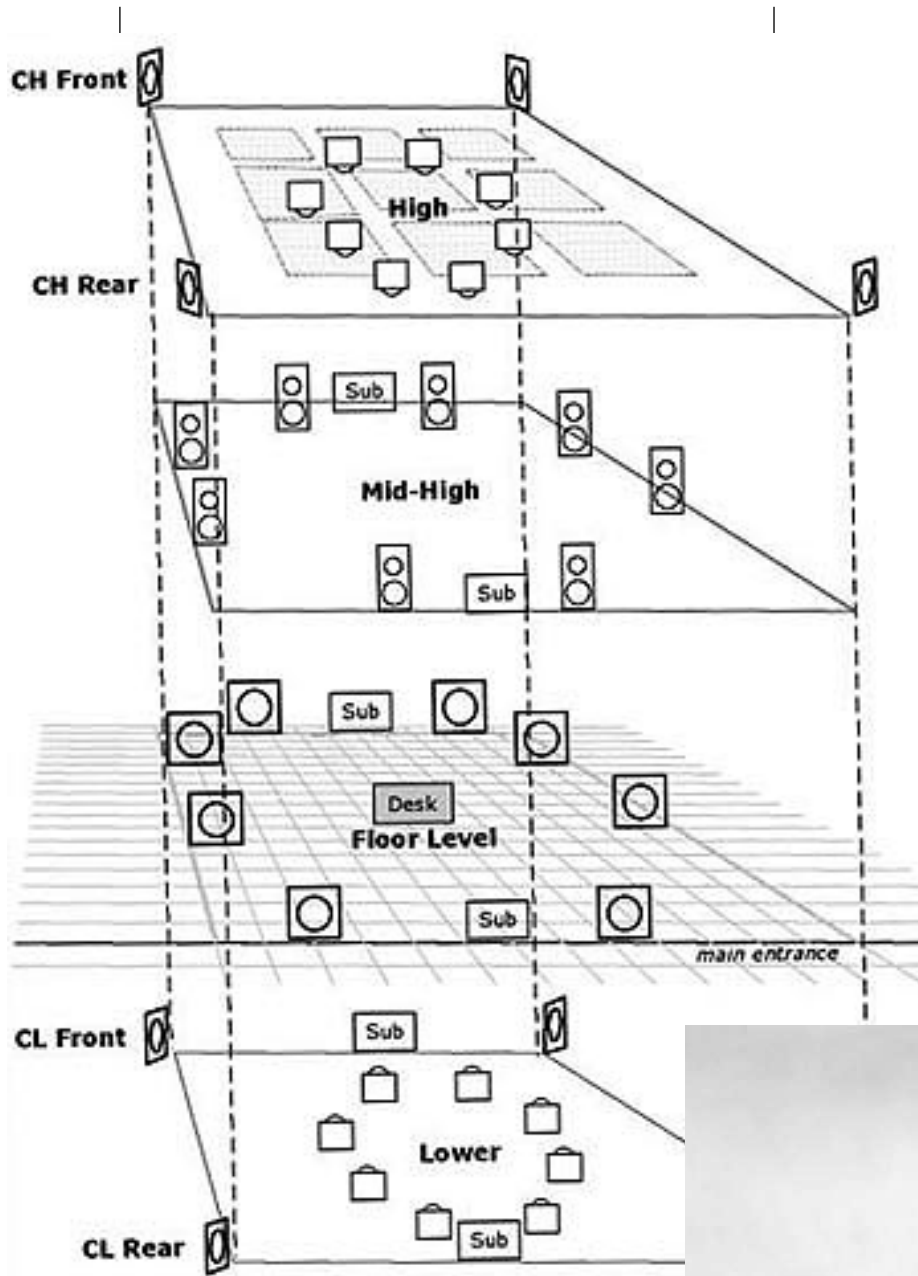 CH Front
High
CH Rear
Sub
Mid-High
Sub
Sub
Desk
Floor Level
Sub
main entrance
CL Front
Sub
Lower
CL Rear
Sub